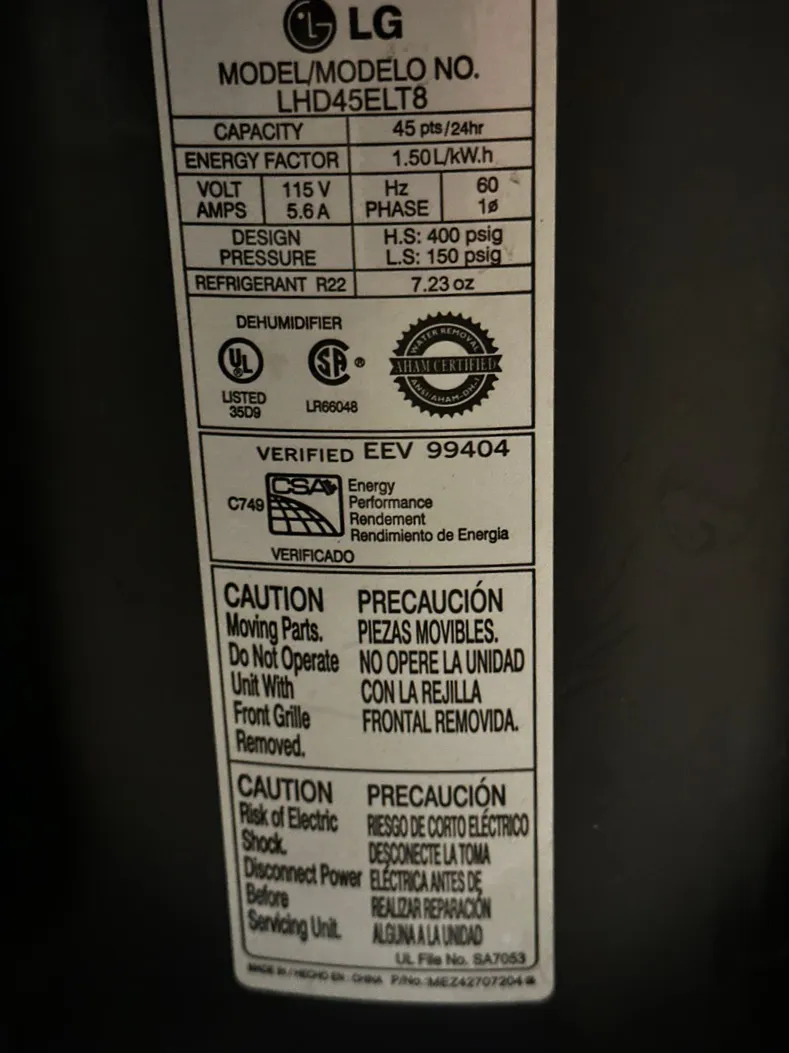 LG
MODEL/MODELO NO.
LHD45ELT8
CAPACITY 45 pts/24hr
ENERGY FACTOR 1.50L/kW.h
VOLT 115 V Hz 60
AMPS 5.6 A PHASE 1ø
DESIGN PRESSURE H.S: 400 psig
L.S: 150 psig
REFRIGERANT R22 7.23 oz
DEHUMIDIFIER
UL ®
LISTED
35D9
SA ®
LR66048
WATER REMOVAL
AHAM CERTIFIED
ANSI/AHAM-DH-1
VERIFIED EEV 99404
C749 CSA Energy
Performance
Rendement
Rendimiento de Energia
VERIFICADO
CAUTION
Moving Parts.
Do Not Operate
Unit With
Front Grille
Removed.
PRECAUCIÓN
PIEZAS MOVIBLES.
NO OPERE LA UNIDAD
CON LA REJILLA
FRONTAL REMOVIDA.
CAUTION
Risk of Electric
Shock.
Disconnect Power
Before
Servicing Unit.
PRECAUCIÓN
RIESGO DE CORTO ELÉCTRICO
DESCONECTE LA TOMA
ELÉCTRICA ANTES DE
REALIZAR REPARACIÓN
ALGUNA A LA UNIDAD
UL File No. SA7053
MADE IN / HECHO EN : CHINA P/No.:MEZ42707204